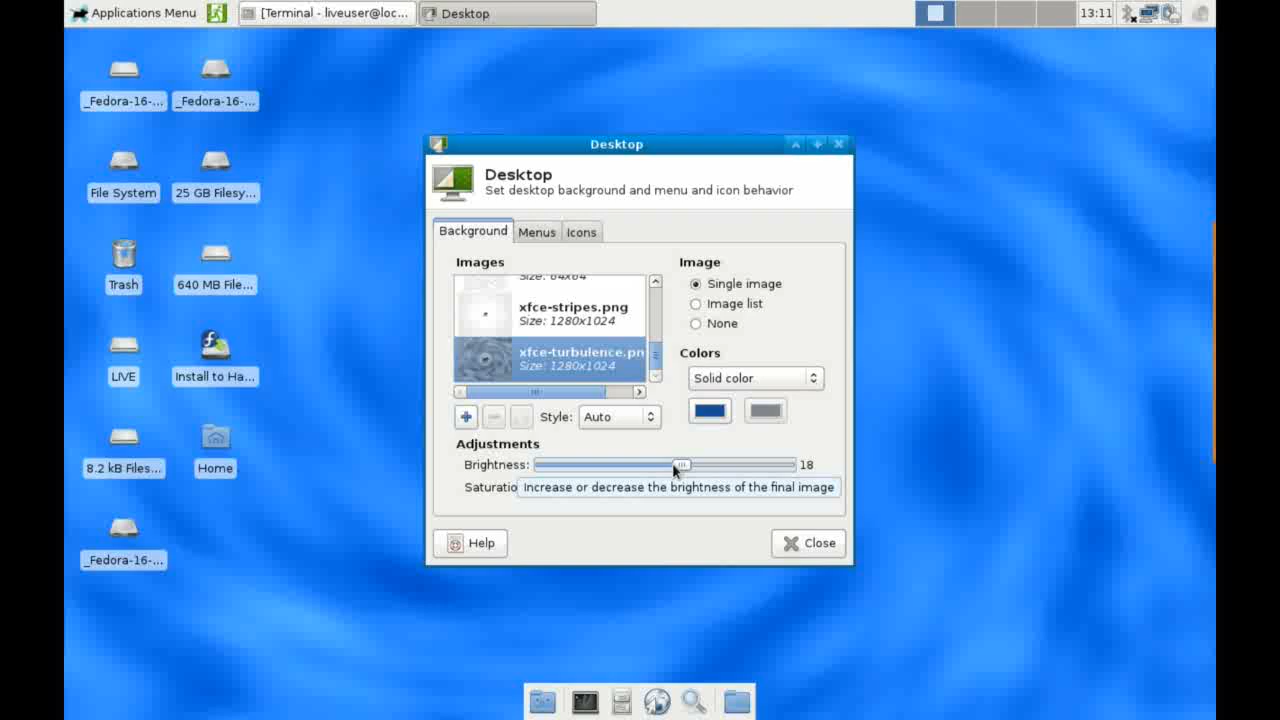 Applications Menu
[Terminal - liveuser@loc...
Desktop
13:11
_Fedora-16-...
_Fedora-16-...
File System
25 GB Filesy...
Trash
640 MB File...
LIVE
Install to Ha...
8.2 kB Files...
Home
_Fedora-16-...
Desktop
Desktop
Set desktop background and menu and icon behavior
Background
Menus
Icons
Images
Size: 64x64
xfce-stripes.png
Size: 1280x1024
xfce-turbulence.pn
Size: 1280x1024
Style:
Auto
Image
Single image
Image list
None
Colors
Solid color
Adjustments
Brightness:
18
Saturatio
Increase or decrease the brightness of the final image
Help
Close